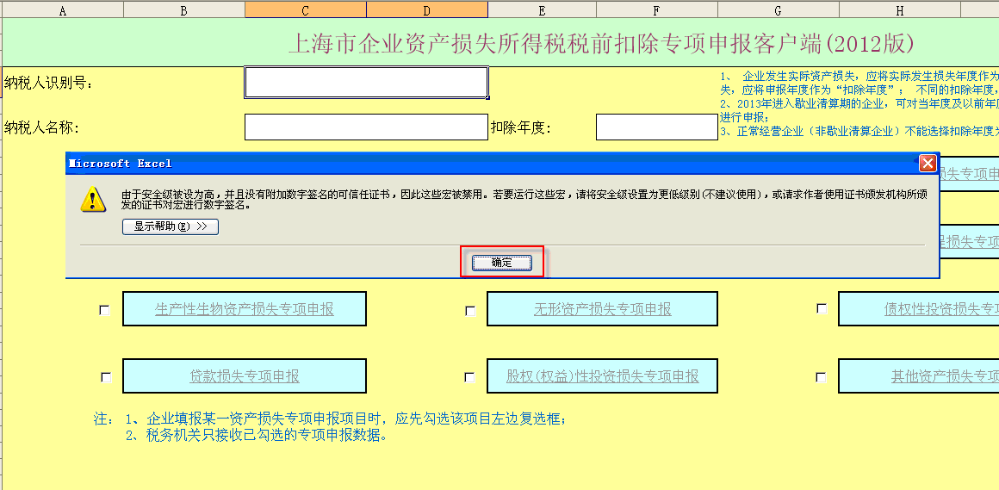 A B C D E F G H
上海市企业资产损失所得税税前扣除专项申报客户端(2012版)
纳税人识别号：
1、 企业发生实际资产损失，应将实际发生损失年度作为
失，应将申报年度作为“扣除年度”； 不同的扣除年度，
2、2013年进入歇业清算期的企业，可对当年度及以前年度
进行申报；
3、正常经营企业（非歇业清算企业）不能选择扣除年度为
纳税人名称：
扣除年度：
Microsoft Excel
由于安全级被设为高，并且没有附加数字签名的可信任证书，因此这些宏被禁用。若要运行这些宏，请将安全级设置为更低级别(不建议使用)，或请求作者使用证书颁发机构所颁
发的证书对宏进行数字签名。
显示帮助(E) >>
确定
损失专项申
损失专项
生产性生物资产损失专项申报
无形资产损失专项申报
债权性投资损失专
贷款损失专项申报
股权(权益)性投资损失专项申报
其他资产损失专项
注： 1、企业填报某一资产损失专项申报项目时，应先勾选该项目左边复选框；
2、税务机关只接收已勾选的专项申报数据。